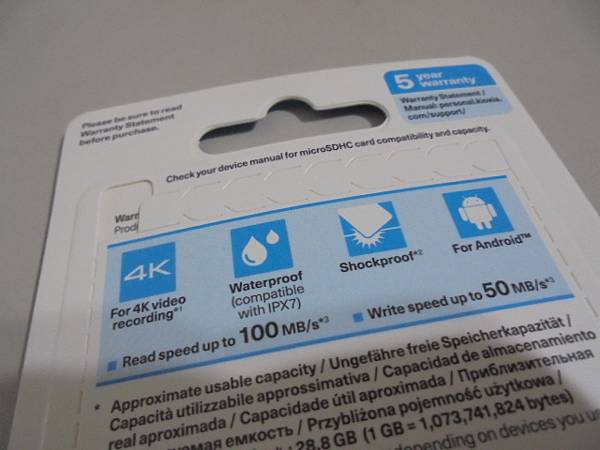 5 year warranty
Warranty Statement /
Manual: personal.kioxia.
com/support/
Please be sure to read
Warranty Statement
before purchase.
Check your device manual for microSDHC card compatibility and capacity.
4K
For 4K video
recording*1
Waterproof
(compatible
with IPX7)
Shockproof*2
For Android™
Read speed up to 100 MB/s*3
Write speed up to 50 MB/s*3
* Approximate usable capacity / Ungefähre freie Speicherkapazität /
Capacità utilizzabile approssimativa / Capacidad de almacenamiento
real aproximada / Capacidade útil aproximada / Приблизительная
емкость / Przybliżona pojemność użytkowa /
: 28.8 GB (1 GB = 1,073,741,824 bytes)
depending on devices you